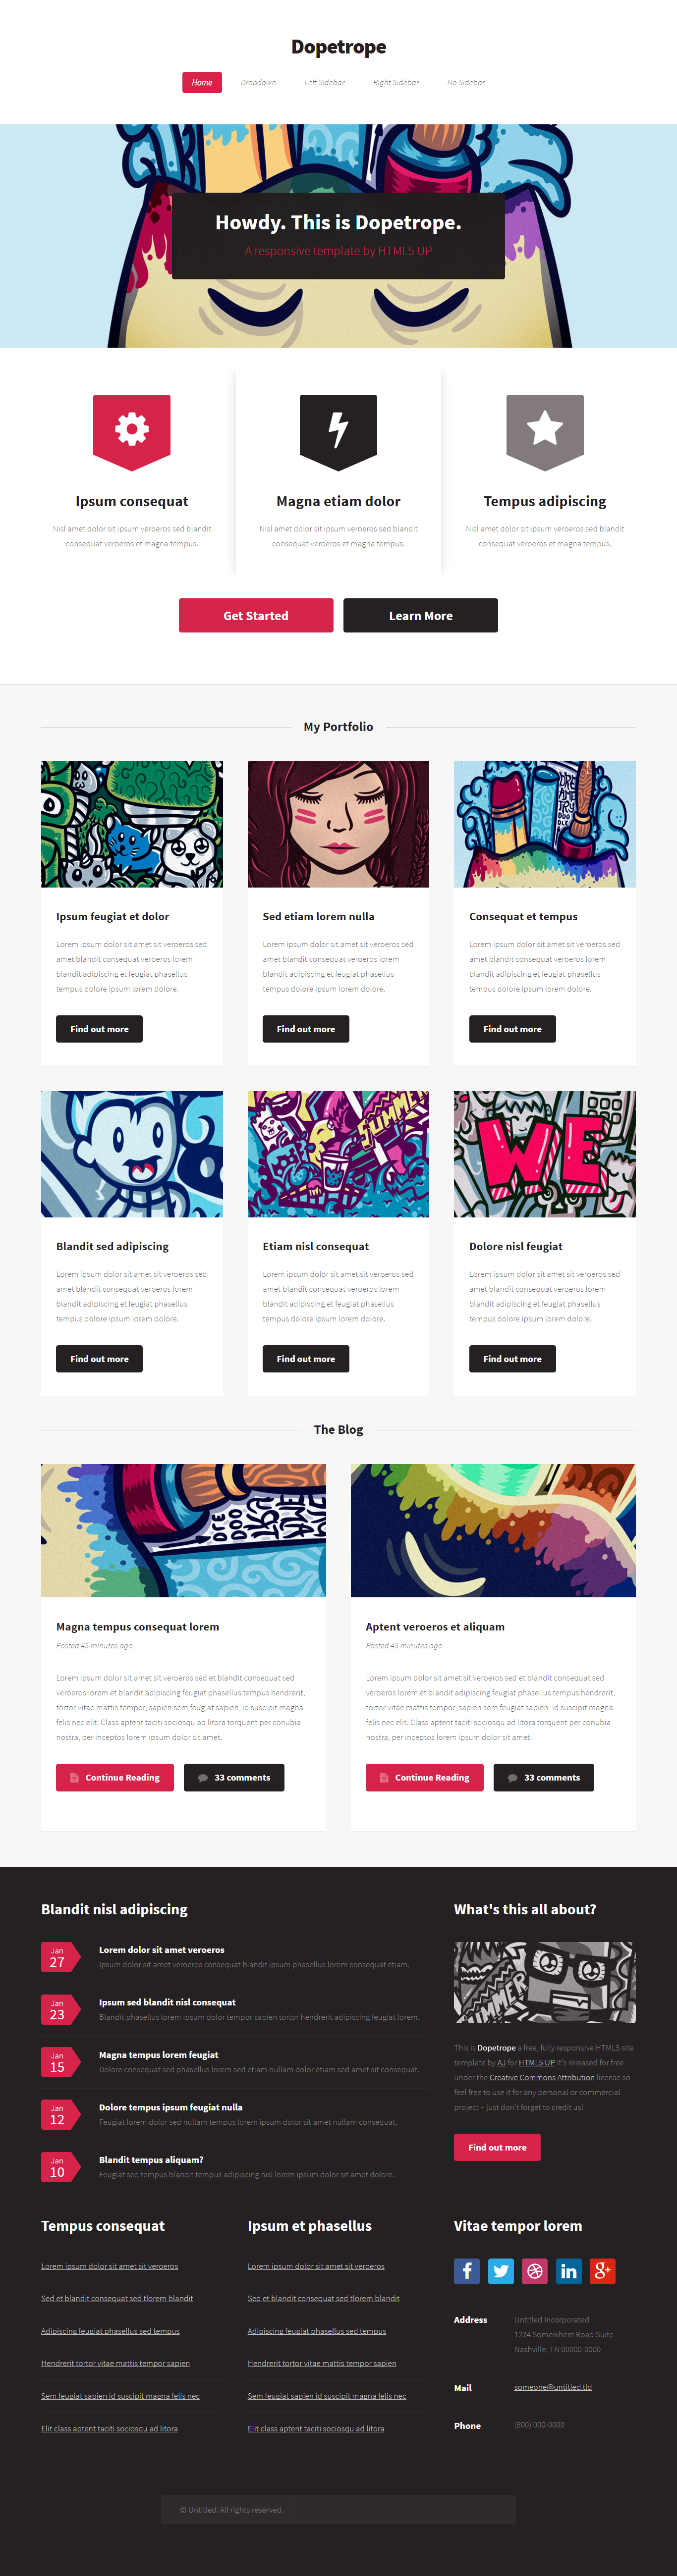 Dopetrope
Home Dropdown Left Sidebar Right Sidebar No Sidebar
Howdy. This is Dopetrope.
A responsive template by HTML5 UP
Ipsum consequat
Nisl amet dolor sit ipsum veroeros sed blandit
consequat veroeros et magna tempus.
Magna etiam dolor
Nisl amet dolor sit ipsum veroeros sed blandit
consequat veroeros et magna tempus.
Tempus adipiscing
Nisl amet dolor sit ipsum veroeros sed blandit
consequat veroeros et magna tempus.
Get Started
Learn More
My Portfolio
Ipsum feugiat et dolor
Lorem ipsum dolor sit amet sit veroeros sed
amet blandit consequat veroeros lorem
blandit adipiscing et feugiat phasellus
tempus dolore ipsum lorem dolore.
Find out more
Sed etiam lorem nulla
Lorem ipsum dolor sit amet sit veroeros sed
amet blandit consequat veroeros lorem
blandit adipiscing et feugiat phasellus
tempus dolore ipsum lorem dolore.
Find out more
Consequat et tempus
Lorem ipsum dolor sit amet sit veroeros sed
amet blandit consequat veroeros lorem
blandit adipiscing et feugiat phasellus
tempus dolore ipsum lorem dolore.
Find out more
Blandit sed adipiscing
Lorem ipsum dolor sit amet sit veroeros sed
amet blandit consequat veroeros lorem
blandit adipiscing et feugiat phasellus
tempus dolore ipsum lorem dolore.
Find out more
SUMMER
Etiam nisl consequat
Lorem ipsum dolor sit amet sit veroeros sed
amet blandit consequat veroeros lorem
blandit adipiscing et feugiat phasellus
tempus dolore ipsum lorem dolore.
Find out more
WE
Dolore nisl feugiat
Lorem ipsum dolor sit amet sit veroeros sed
amet blandit consequat veroeros lorem
blandit adipiscing et feugiat phasellus
tempus dolore ipsum lorem dolore.
Find out more
The Blog
Magna tempus consequat lorem
Posted 45 minutes ago
Lorem ipsum dolor sit amet sit veroeros sed et blandit consequat sed
veroeros lorem et blandit adipiscing feugiat phasellus tempus hendrerit,
tortor vitae mattis tempor, sapien sem feugiat sapien, id suscipit magna
felis nec elit. Class aptent taciti sociosqu ad litora torquent per conubia
nostra, per inceptos lorem ipsum dolor sit amet.
Continue Reading
33 comments
Aptent veroeros et aliquam
Posted 45 minutes ago
Lorem ipsum dolor sit amet sit veroeros sed et blandit consequat sed
veroeros lorem et blandit adipiscing feugiat phasellus tempus hendrerit,
tortor vitae mattis tempor, sapien sem feugiat sapien, id suscipit magna
felis nec elit. Class aptent taciti sociosqu ad litora torquent per conubia
nostra, per inceptos lorem ipsum dolor sit amet.
Continue Reading
33 comments
Blandit nisl adipiscing
Jan
27
Lorem dolor sit amet veroeros
Ipsum dolor sit amet veroeros consequat blandit ipsum phasellus lorem consequat etiam.
Jan
23
Ipsum sed blandit nisl consequat
Blandit phasellus lorem ipsum dolor tempor sapien tortor hendrerit adipiscing feugiat lorem.
Jan
15
Magna tempus lorem feugiat
Dolore consequat sed phasellus lorem sed etiam nullam dolor etiam sed amet sit consequat.
Jan
12
Dolore tempus ipsum feugiat nulla
Feugiat lorem dolor sed nullam tempus lorem ipsum dolor sit amet nullam consequat.
Jan
10
Blandit tempus aliquam?
Feugiat sed tempus blandit tempus adipiscing nisl lorem ipsum dolor sit amet dolore.
What's this all about?
This is Dopetrope a free, fully responsive HTML5 site
template by AJ for HTML5 UP It's released for free
under the Creative Commons Attribution license so
feel free to use it for any personal or commercial
project – just don't forget to credit us!
Find out more
Tempus consequat
Lorem ipsum dolor sit amet sit veroeros
Sed et blandit consequat sed tlorem blandit
Adipiscing feugiat phasellus sed tempus
Hendrerit tortor vitae mattis tempor sapien
Sem feugiat sapien id suscipit magna felis nec
Elit class aptent taciti sociosqu ad litora
Ipsum et phasellus
Lorem ipsum dolor sit amet sit veroeros
Sed et blandit consequat sed tlorem blandit
Adipiscing feugiat phasellus sed tempus
Hendrerit tortor vitae mattis tempor sapien
Sem feugiat sapien id suscipit magna felis nec
Elit class aptent taciti sociosqu ad litora
Vitae tempor lorem
Address
Untitled Incorporated
1234 Somewhere Road Suite
Nashville, TN 00000-0000
Mail
someone@untitled.tld
Phone
(800) 000-0000
© Untitled. All rights reserved.